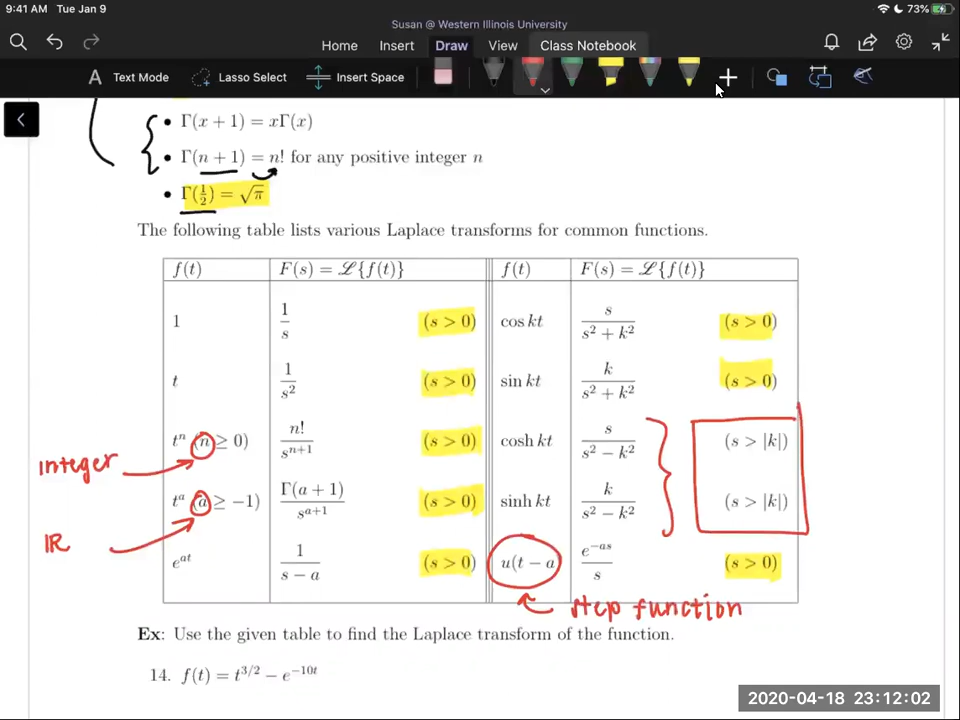 9:41 AM Tue Jan 9 73%
Susan @ Western Illinois University
Home Insert Draw View Class Notebook
A Text Mode Lasso Select Insert Space
• Γ(x + 1) = xΓ(x)
• Γ(n + 1) = n! for any positive integer n
• Γ(1/2) = √π
The following table lists various Laplace transforms for common functions.
f(t) F(s) = ℒ{f(t)} f(t) F(s) = ℒ{f(t)}
1 1/s (s > 0) cos kt s/(s² + k²) (s > 0)
t 1/s² (s > 0) sin kt k/(s² + k²) (s > 0)
tⁿ (n ≥ 0) n!/sⁿ⁺¹ (s > 0) cosh kt s/(s² − k²) (s > |k|)
Integer
tᵃ (a ≥ −1) Γ(a + 1)/sᵃ⁺¹ (s > 0) sinh kt k/(s² − k²) (s > |k|)
IR
eᵃᵗ 1/(s − a) (s > 0) u(t − a e⁻ᵃˢ/s (s > 0)
step function
Ex: Use the given table to find the Laplace transform of the function.
14. f(t) = t³ᐟ² − e⁻¹⁰ᵗ
2020-04-18 23:12:02